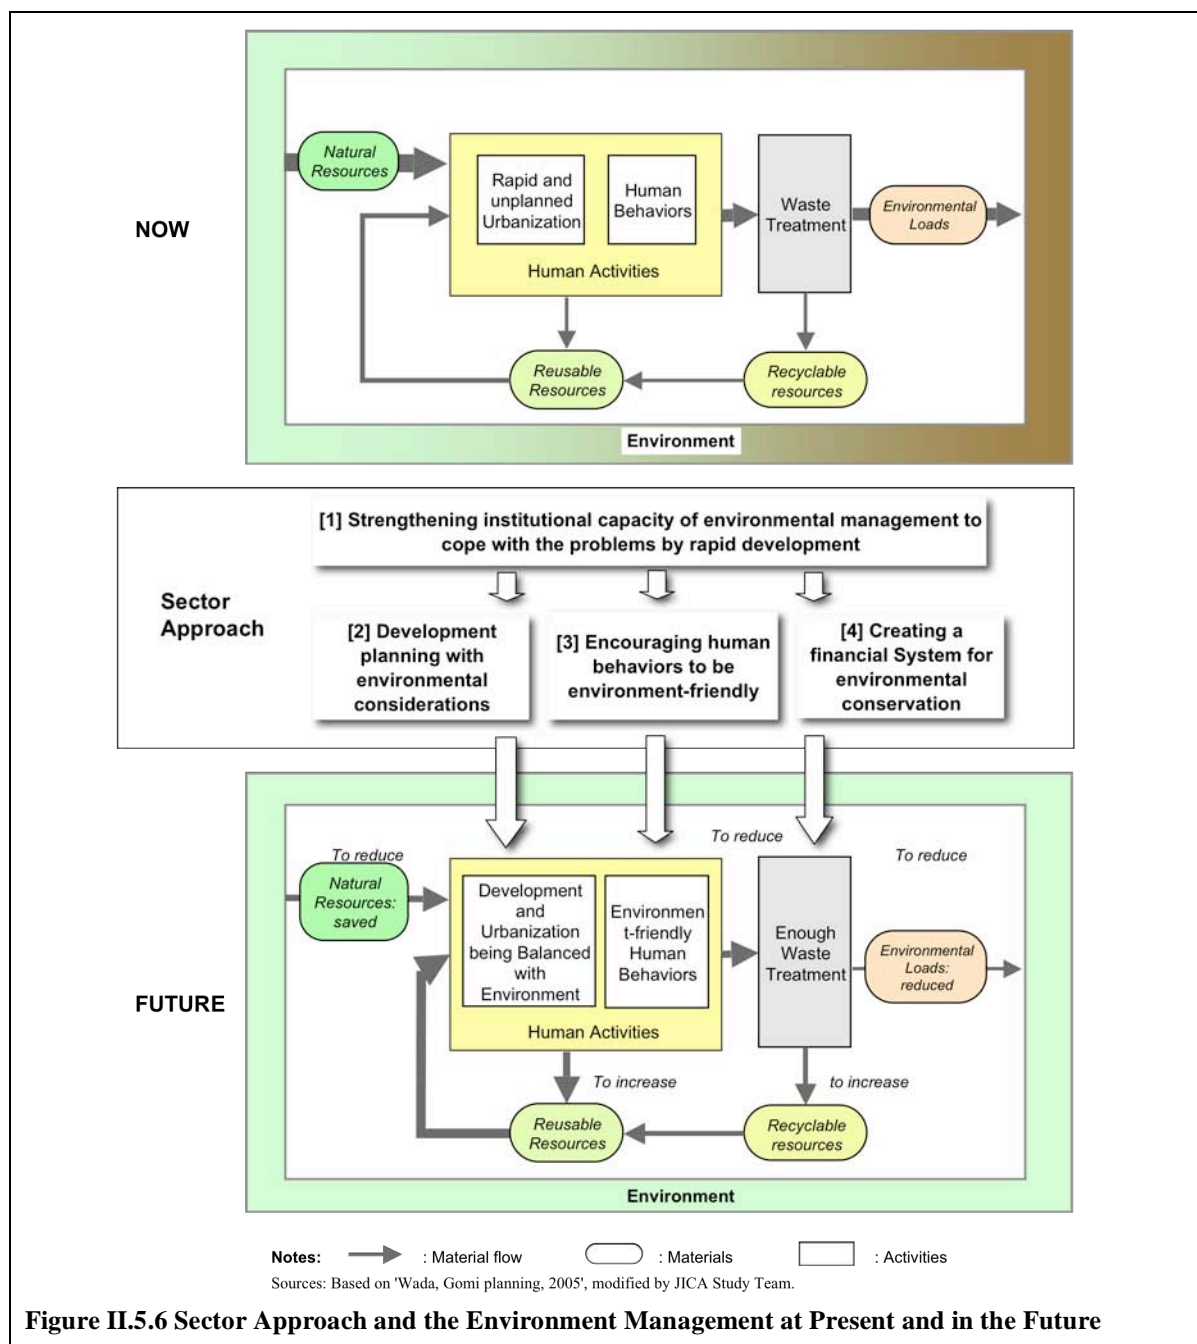 Natural
Resources
Rapid and
unplanned
Urbanization
Human
Behaviors
Human Activities
Waste
Treatment
Environmental
Loads
NOW
Reusable
Resources
Recyclable
resources
Environment
[1] Strengthening institutional capacity of environmental management to
cope with the problems by rapid development
Sector
Approach
[2] Development
planning with
environmental
considerations
[3] Encouraging human
behaviors to be
environment-friendly
[4] Creating a
financial System for
environmental
conservation
To reduce
To reduce
To reduce
Natural
Resources:
saved
Development
and
Urbanization
being Balanced
with
Environment
Environmen
t-friendly
Human
Behaviors
Human Activities
Enough
Waste
Treatment
Environmental
Loads:
reduced
FUTURE
To increase
to increase
Reusable
Resources
Recyclable
resources
Environment
Notes: : Material flow : Materials : Activities
Sources: Based on 'Wada, Gomi planning, 2005', modified by JICA Study Team.
Figure II.5.6 Sector Approach and the Environment Management at Present and in the Future